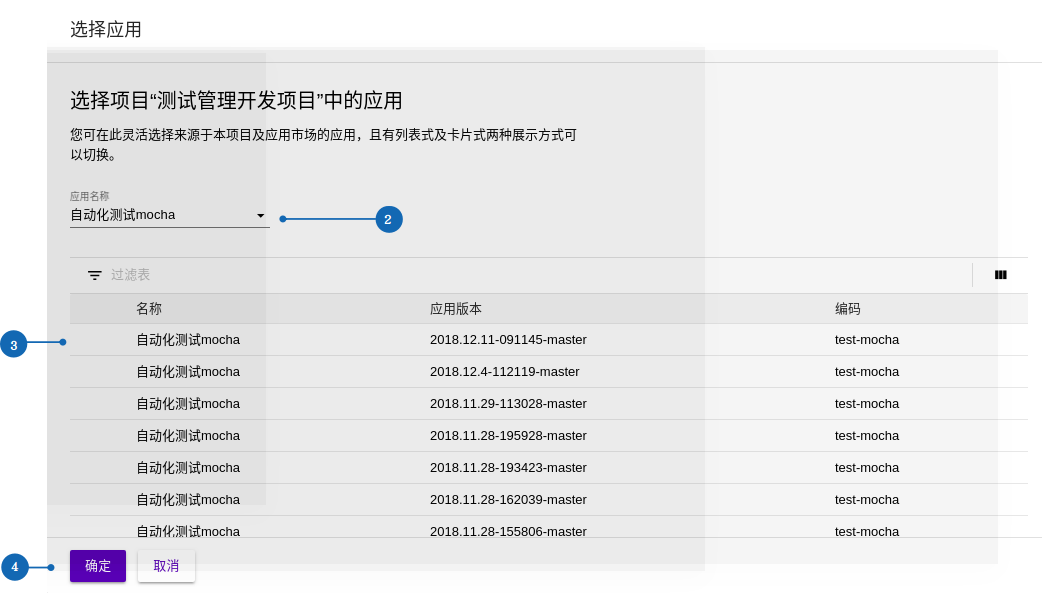 选择应用
选择项目“测试管理开发项目”中的应用
您可在此灵活选择来源于本项目及应用市场的应用，且有列表式及卡片式两种展示方式可
以切换。
应用名称
自动化测试mocha
2
过滤表
名称 应用版本 编码
3
自动化测试mocha 2018.12.11-091145-master test-mocha
自动化测试mocha 2018.12.4-112119-master test-mocha
自动化测试mocha 2018.11.29-113028-master test-mocha
自动化测试mocha 2018.11.28-195928-master test-mocha
自动化测试mocha 2018.11.28-193423-master test-mocha
自动化测试mocha 2018.11.28-162039-master test-mocha
自动化测试mocha 2018.11.28-155806-master test-mocha
4
确定 取消